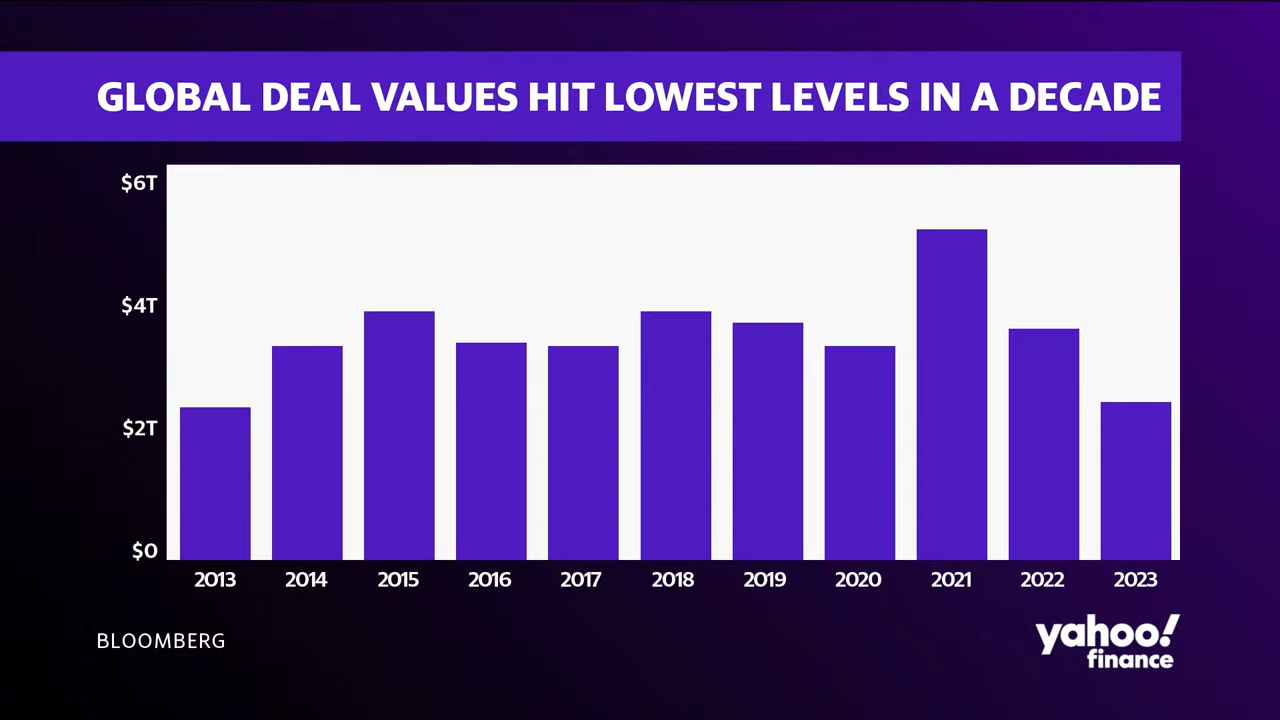 GLOBAL DEAL VALUES HIT LOWEST LEVELS IN A DECADE
$6T
$4T
$2T
$0
2013 2014 2015 2016 2017 2018 2019 2020 2021 2022 2023
BLOOMBERG
yahoo!
finance